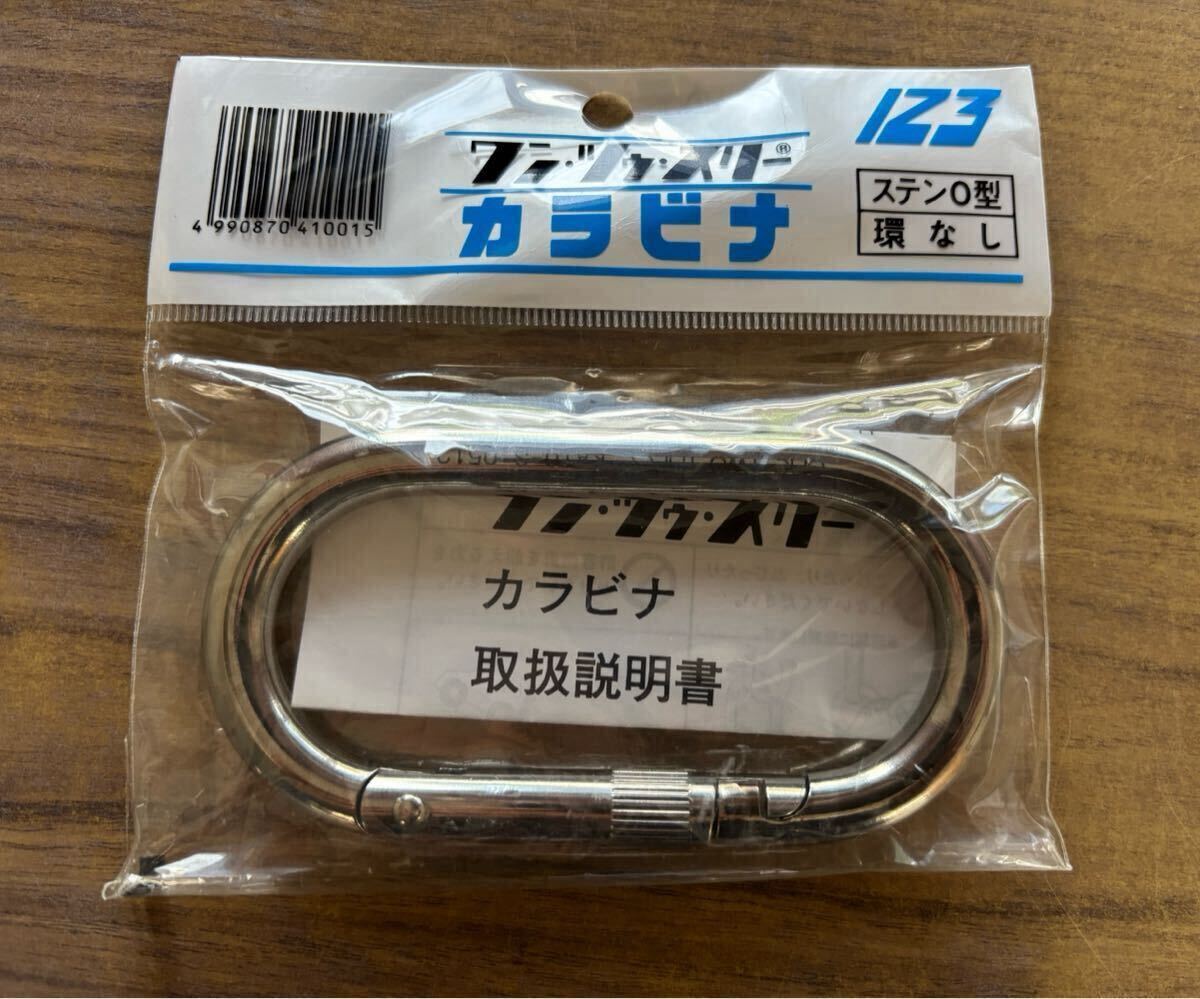 123
ワン・ツゥ・スリー®
カラビナ
ステンO型
環なし
4 990870 410015
ワン・ツゥ・スリー
カラビナ
取扱説明書